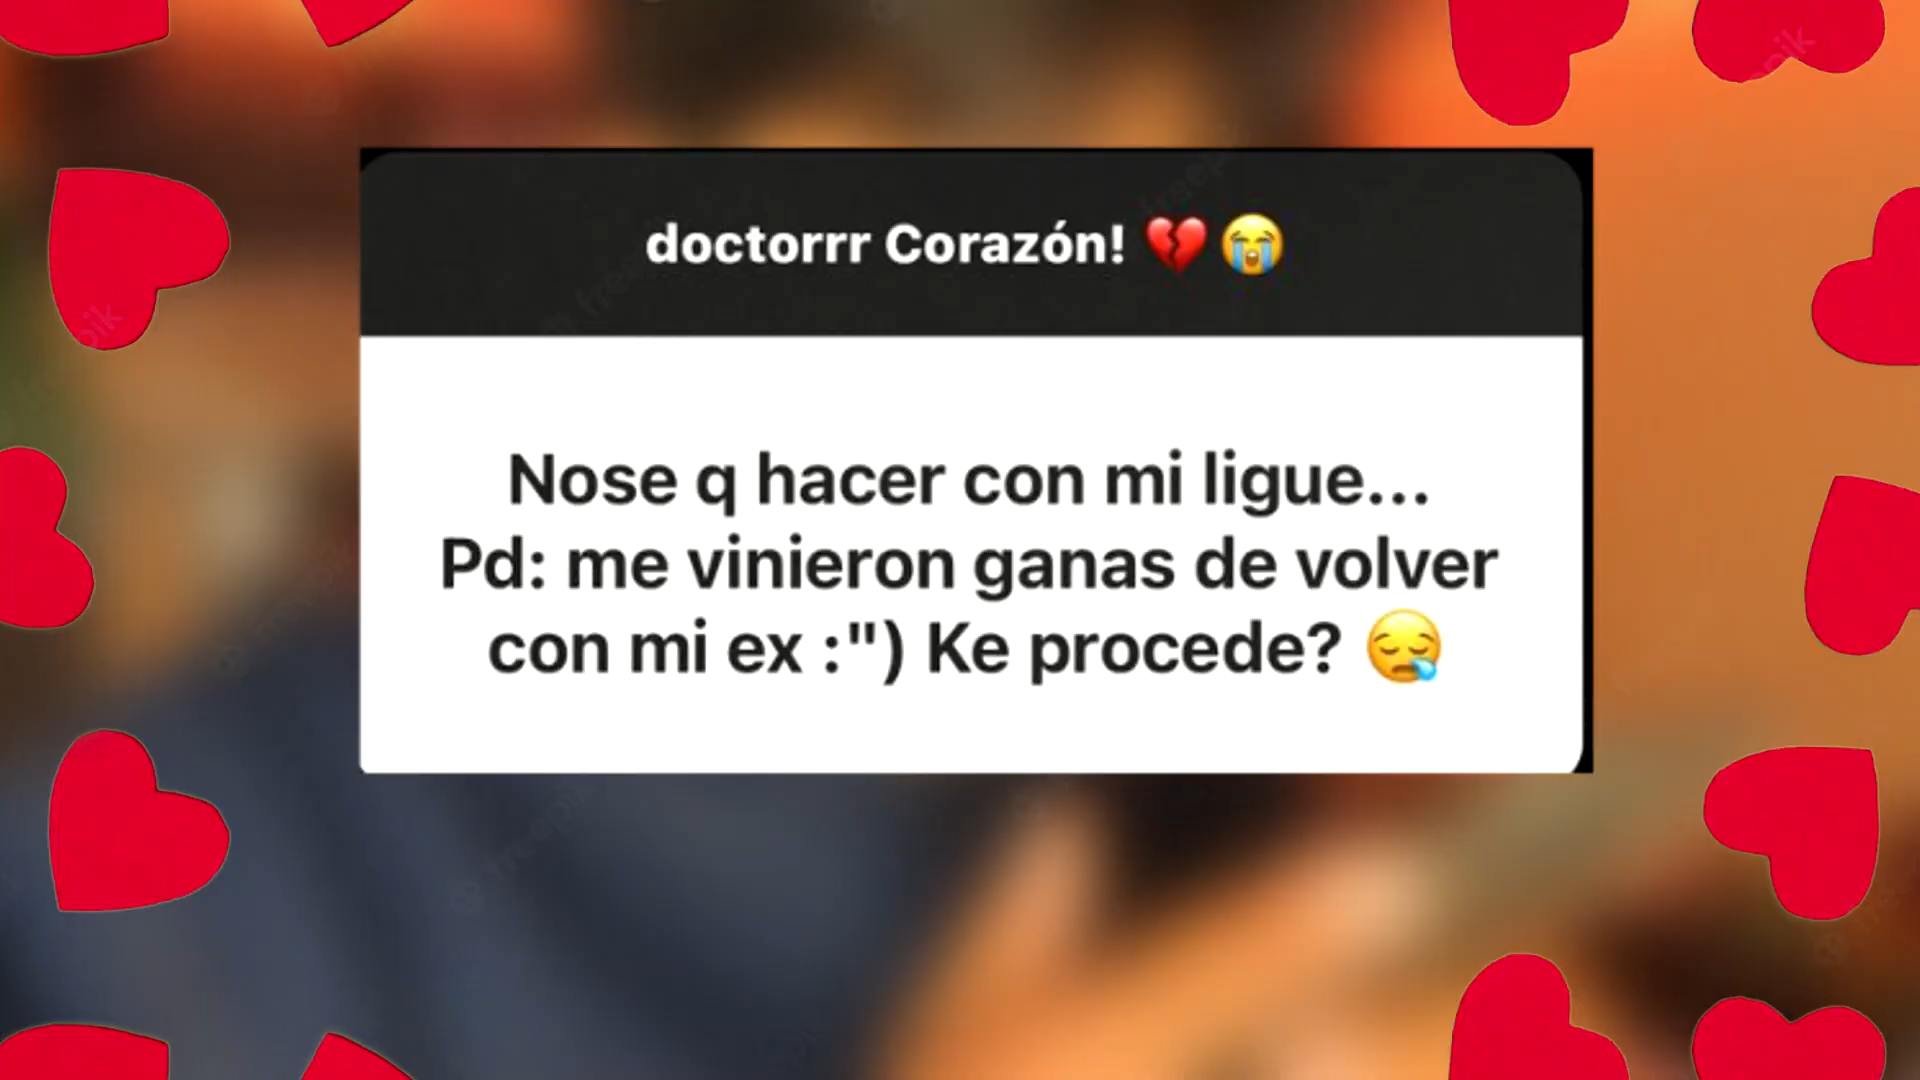 doctorrr Corazón! 💔😭
Nose q hacer con mi ligue...
Pd: me vinieron ganas de volver
con mi ex :") Ke procede? 😪